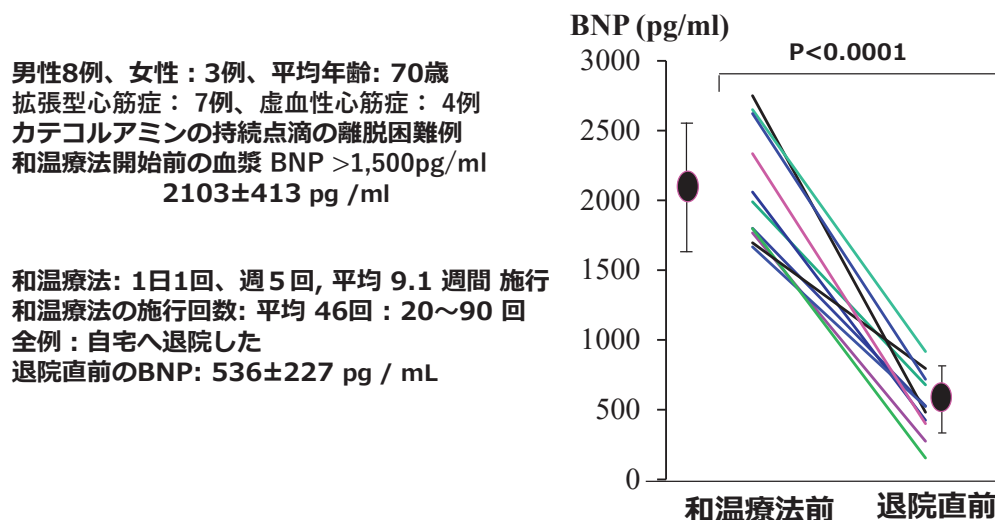 男性8例、女性：3例、平均年齢: 70歳
拡張型心筋症： 7例、虚血性心筋症： 4例
カテコルアミンの持続点滴の離脱困難例
和温療法開始前の血漿 BNP >1,500pg/ml
2103±413 pg /ml
和温療法: 1日1回、週５回, 平均 9.1 週間 施行
和温療法の施行回数: 平均 46回 : 20～90 回
全例：自宅へ退院した
退院直前のBNP: 536±227 pg / mL
BNP (pg/ml)
P<0.0001
3000
2500
2000
1500
1000
500
0
和温療法前 退院直前